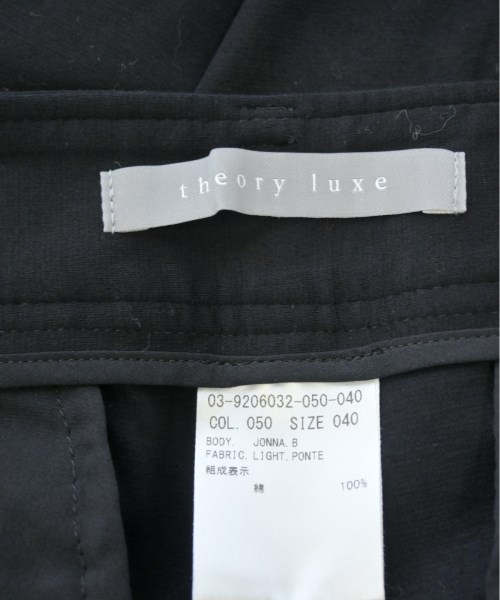 theory luxe
03-9206032-050-040
COL. 050 SIZE 040
BODY. JONNA.B
FABRIC. LIGHT. PONTE
組成表示
綿 100%